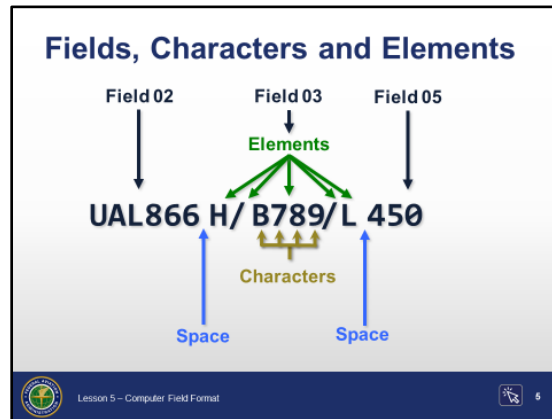 Fields, Characters and Elements
Field 02 Field 03 Field 05
Elements
UAL866 H/B789/L 450
Characters
Space Space
Lesson 5 – Computer Field Format 5